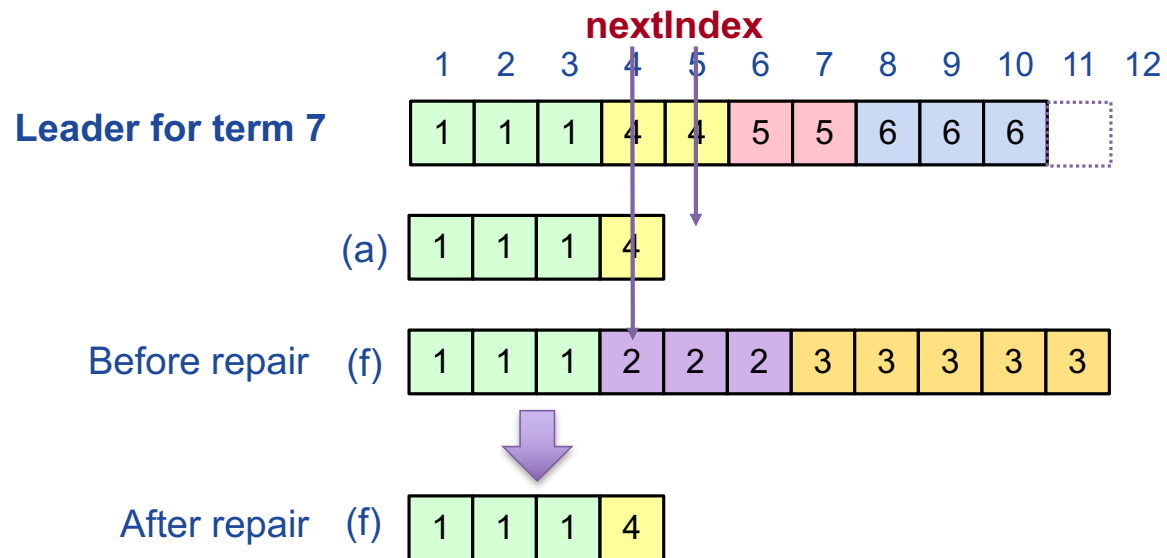 nextIndex
1 2 3 4 5 6 7 8 9 10 11 12
Leader for term 7 1 1 1 4 4 5 5 6 6 6
(a) 1 1 1 4
Before repair (f) 1 1 1 2 2 2 3 3 3 3 3
After repair (f) 1 1 1 4